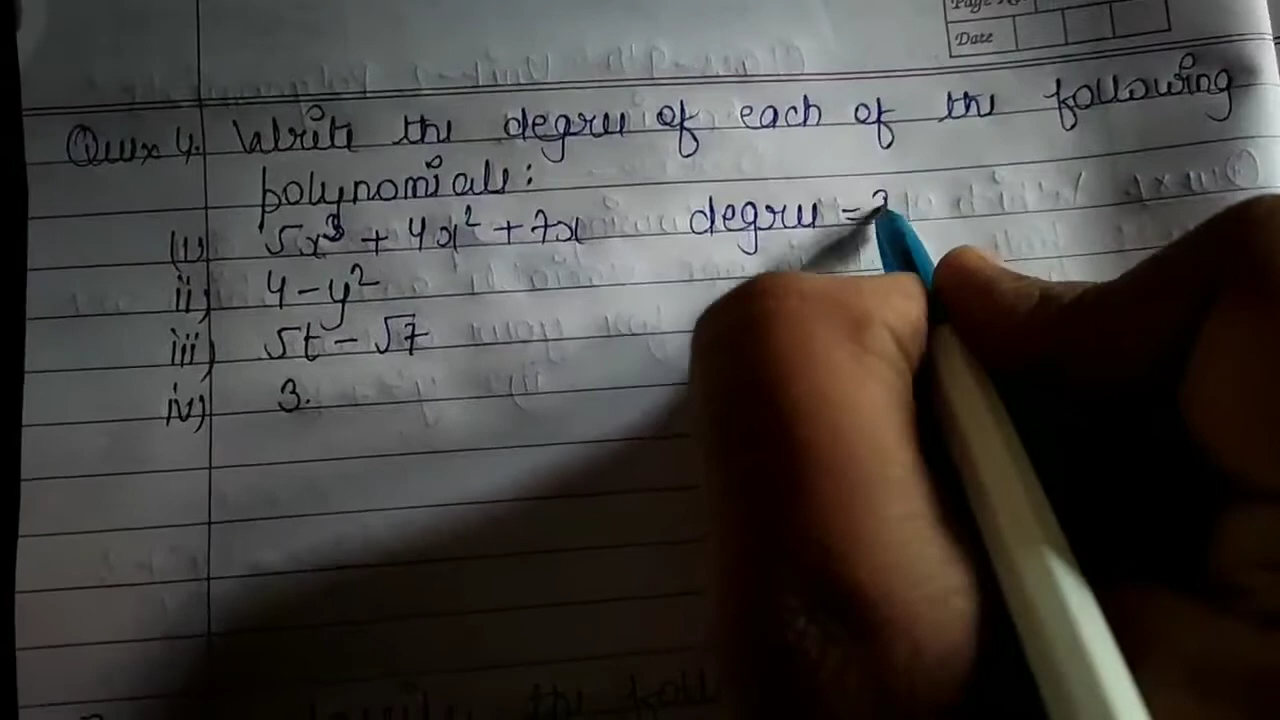 Date
Ques 4. Write the degree of each of the following
polynomials:
(i) 5x³ + 4x² + 7x degree =
ii) 4 - y²
iii) 5t - √7
iv) 3.